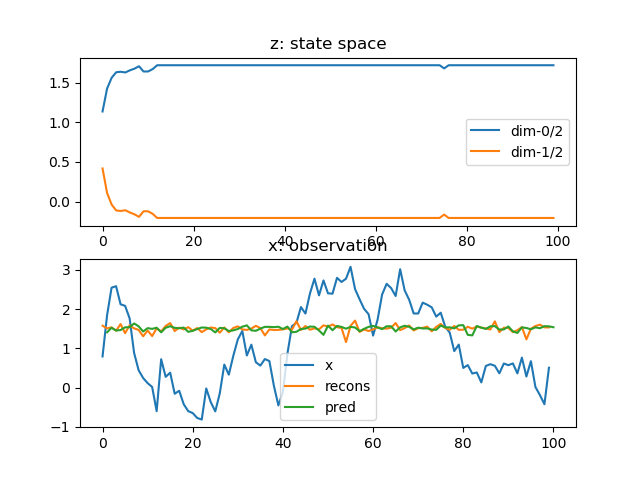 z: state space
1.5
1.0
0.5
0.0
dim-0/2
dim-1/2
0 20 40 60 80 100
x: observation
3
2
1
0
−1
x
recons
pred
0 20 40 60 80 100